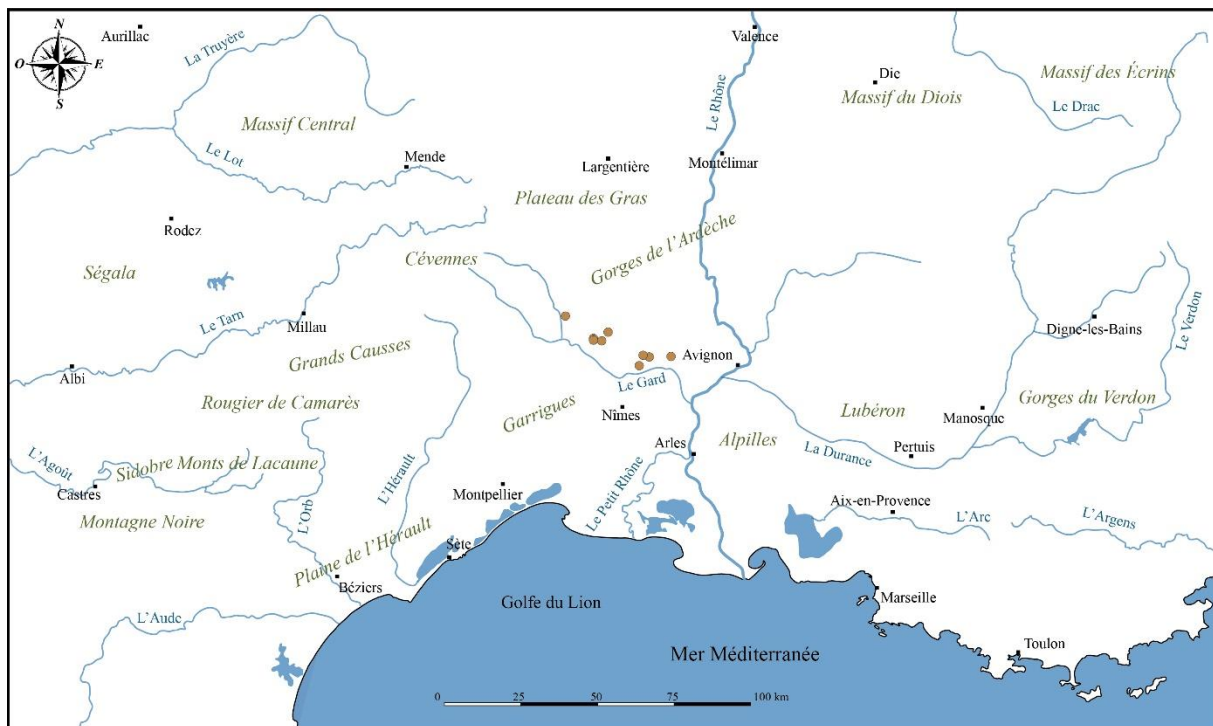 N
Aurillac
La Truyère
Valence
O
E
S
Die
Massif des Écrins
Massif du Diois
Le Drac
Le Rhône
Massif Central
Le Lot
Mende
Largentière
Montélimar
Plateau des Gras
Rodez
Gorges de l'Ardèche
Cévennes
Ségala
Le Tarn
Millau
Digne-les-Bains
Le Verdon
Grands Causses
Albi
Avignon
Le Gard
Rougier de Camarès
Garrigues
Nîmes
Lubéron
Manosque
Gorges du Verdon
Arles
Alpilles
La Durance
Pertuis
L'Agoût
Sidobre Monts de Lacaune
Castres
L'Hérault
Montpellier
Le Petit Rhône
Aix-en-Provence
L'Arc
L'Argens
Montagne Noire
L'Orb
Plaine de l'Hérault
Sète
Béziers
Marseille
Golfe du Lion
L'Aude
Toulon
Mer Méditerranée
0 25 50 75 100 km